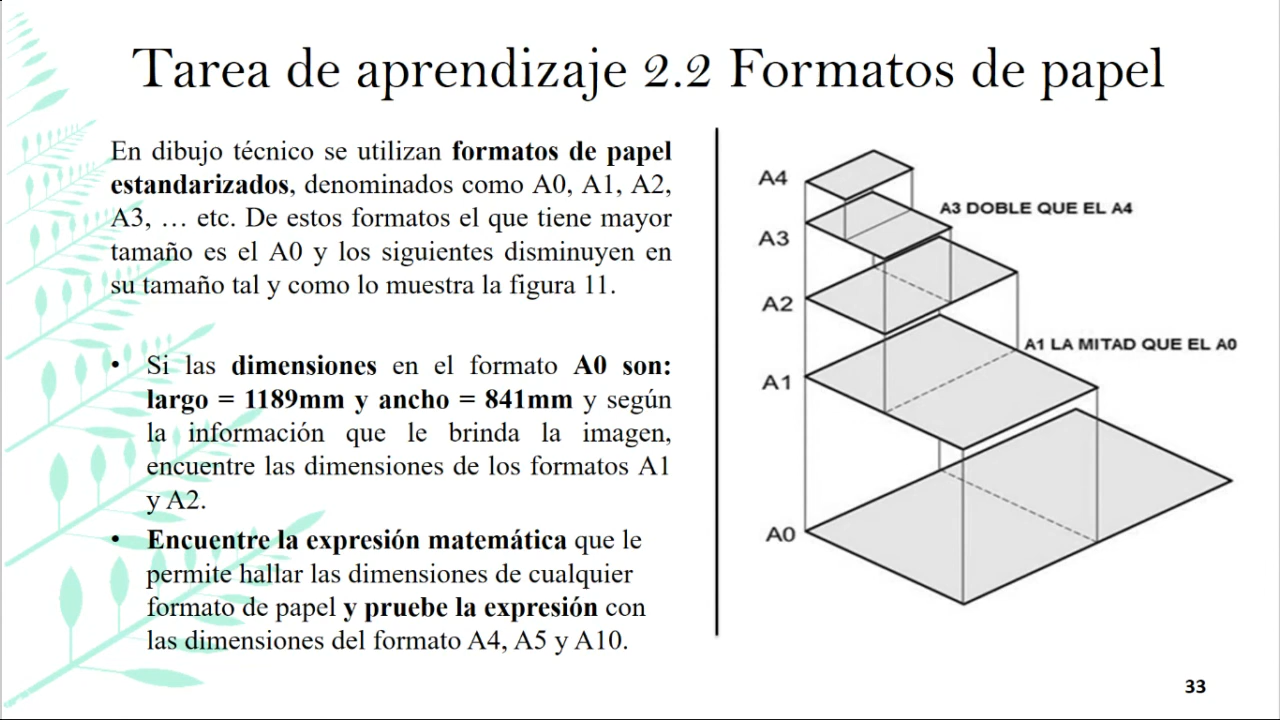 Tarea de aprendizaje 2.2 Formatos de papel
En dibujo técnico se utilizan formatos de papel
estandarizados, denominados como A0, A1, A2,
A3, … etc. De estos formatos el que tiene mayor
tamaño es el A0 y los siguientes disminuyen en
su tamaño tal y como lo muestra la figura 11.
• Si las dimensiones en el formato A0 son:
largo = 1189mm y ancho = 841mm y según
la información que le brinda la imagen,
encuentre las dimensiones de los formatos A1
y A2.
• Encuentre la expresión matemática que le
permite hallar las dimensiones de cualquier
formato de papel y pruebe la expresión con
las dimensiones del formato A4, A5 y A10.
A4
A3 DOBLE QUE EL A4
A3
A2
A1 LA MITAD QUE EL A0
A1
A0
33